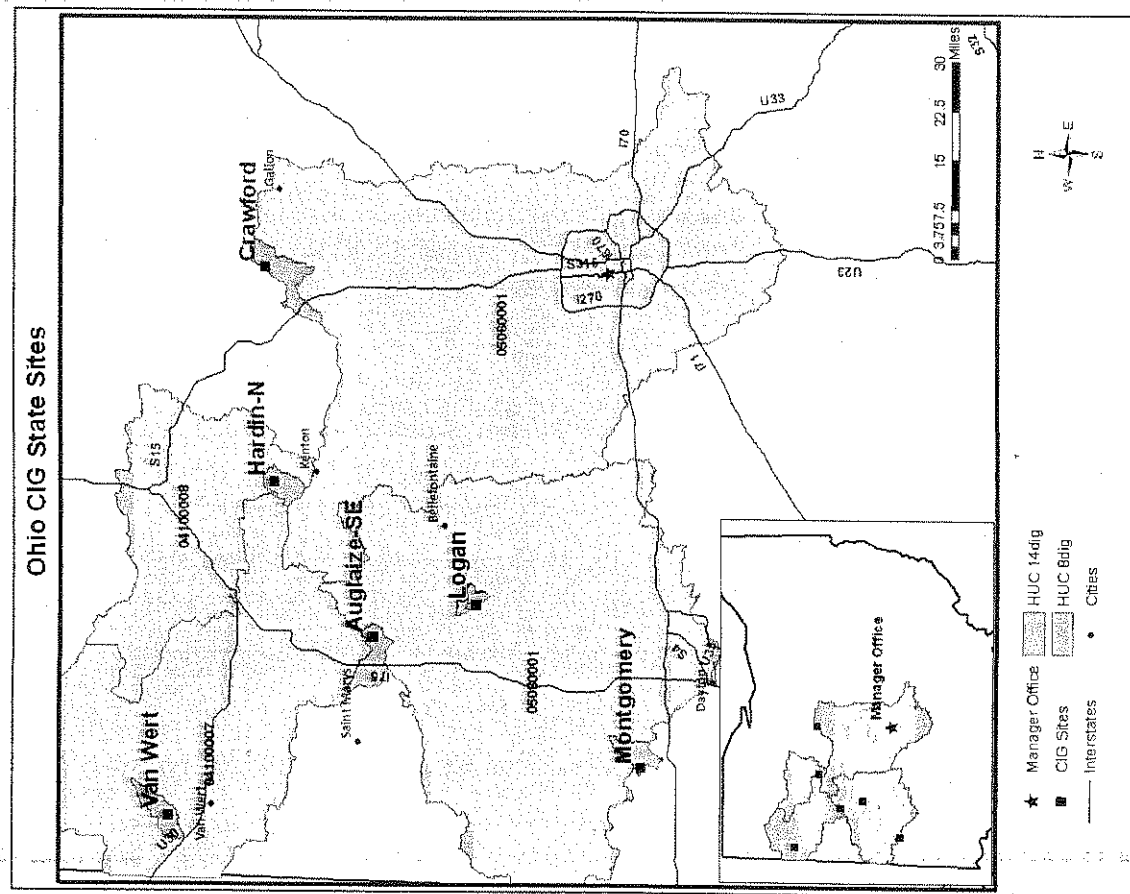 Ohio CIG State Sites
Van Wert
Van Wert
04100007
S15
04100008
Hardin-N
Kenton
Crawford
Galion
Auglaize-SE
Saint Marys
I75
Bellefontaine
Logan
05080001
05060001
Montgomery
Dayton
I270
S315
I670
I70
I71
U23
U33
0 3.75 7.5 15 22.5 30
Miles
Manager Office
Manager Office
CIG Sites
Interstates
HUC 14dig
HUC 8dig
Cities
N
W E
S